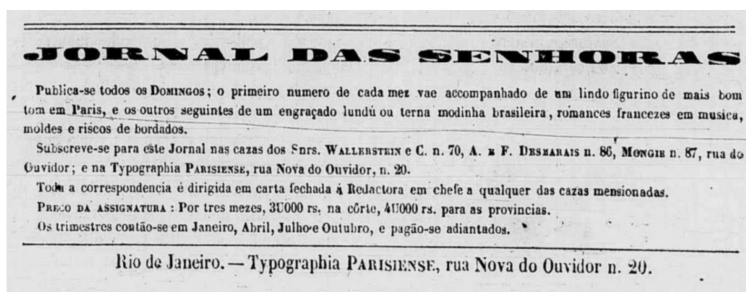 JORNAL DAS SENHORAS
Publica-se todos os DOMINGOS; o primeiro numero de cada mez vae accompanhado de um lindo figurino de mais bom
tom em Paris, e os outros seguintes de um engraçado lundú ou terna modinha brasileira, romances francezes em musica,
moldes e riscos de bordados.
Subscreve-se para este Jornal nas cazas dos Snrs. WALLERSTEIN e C. n. 70, A. E F. DESMARAIS n. 86, MONGIE n. 87, rua do
Ouvidor; e na Typographia PARISIENSE, rua Nova do Ouvidor, n. 20.
Toda a correspondencia é dirigida em carta fechada á Redactora em chefe a qualquer das cazas mensionadas.
PREÇO DA ASSIGNATURA: Por tres mezes, 3U000 rs. na côrte, 4U000 rs. para as provincias.
Os trimestres contão-se em Janeiro, Abril, Julho e Outubro, e pagão-se adiantados.
Rio de Janeiro.— Typographia PARISIENSE, rua Nova do Ouvidor n. 20.